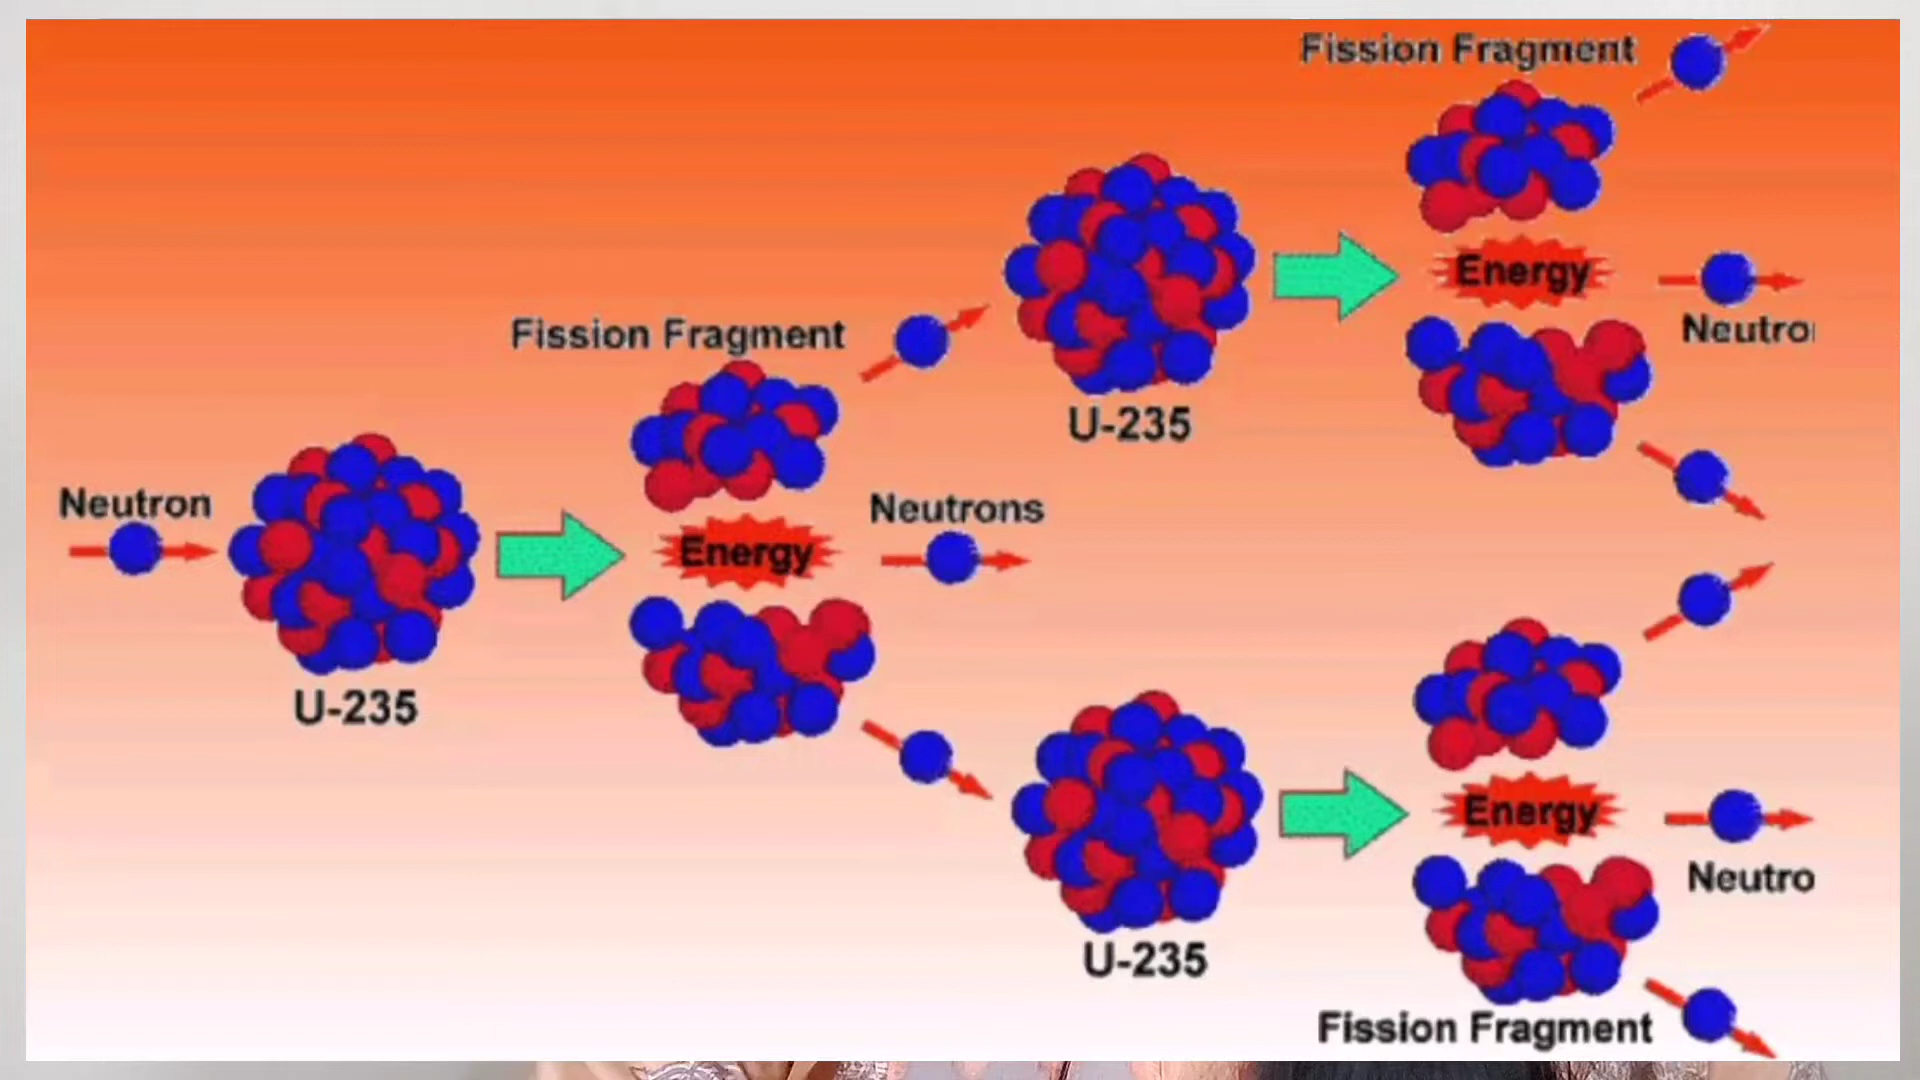 Fission Fragment
Energy
Neutro
U-235
Fission Fragment
Neutron
Energy
Neutrons
U-235
Energy
Neutro
U-235
Fission Fragment